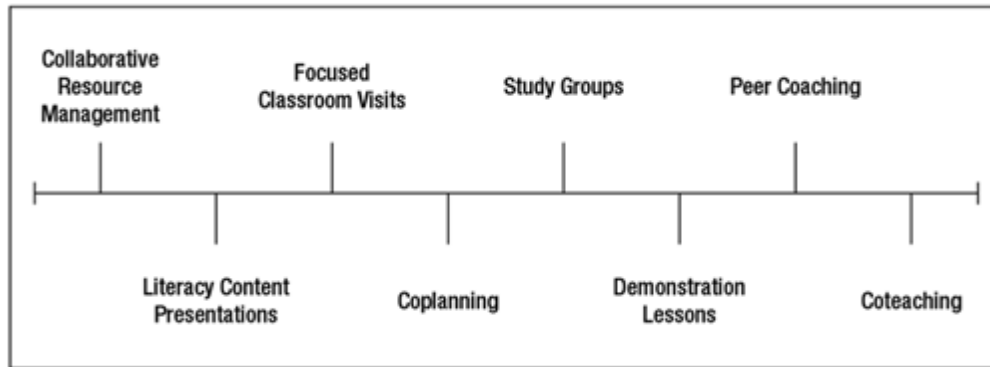 Collaborative
Resource
Management
Focused
Classroom Visits
Study Groups
Peer Coaching
Literacy Content
Presentations
Coplanning
Demonstration
Lessons
Coteaching